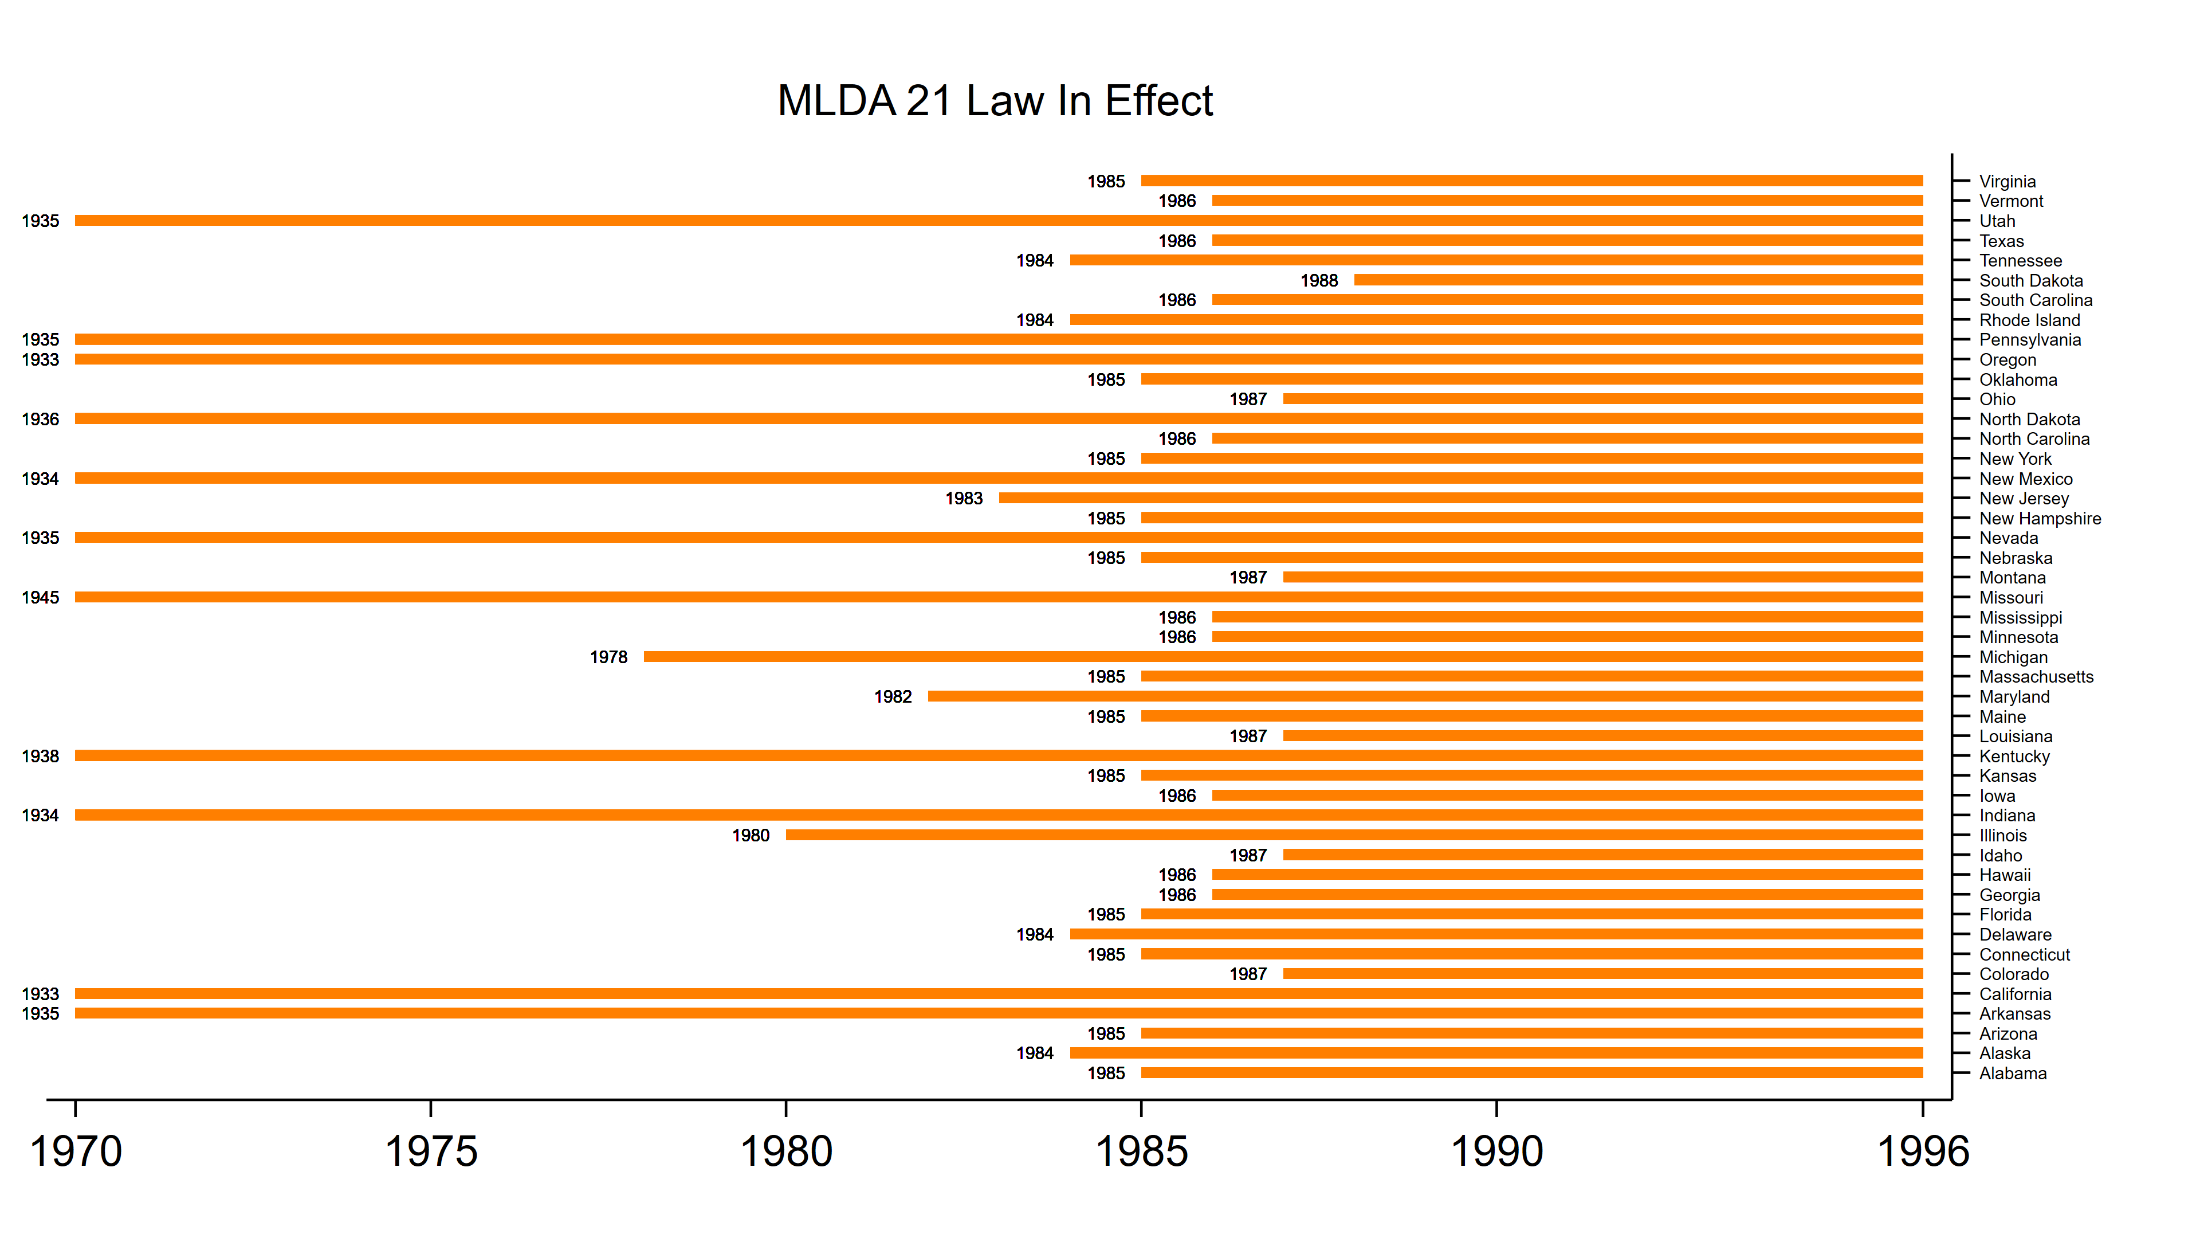 MLDA 21 Law In Effect
1985 Virginia
1986 Vermont
1935 Utah
1986 Texas
1984 Tennessee
1988 South Dakota
1986 South Carolina
1984 Rhode Island
1935 Pennsylvania
1933 Oregon
1985 Oklahoma
1987 Ohio
1936 North Dakota
1986 North Carolina
1985 New York
1934 New Mexico
1983 New Jersey
1985 New Hampshire
1935 Nevada
1985 Nebraska
1987 Montana
1945 Missouri
1986 Mississippi
1986 Minnesota
1978 Michigan
1985 Massachusetts
1982 Maryland
1985 Maine
1987 Louisiana
1938 Kentucky
1985 Kansas
1986 Iowa
1934 Indiana
1980 Illinois
1987 Idaho
1986 Hawaii
1986 Georgia
1985 Florida
1984 Delaware
1985 Connecticut
1987 Colorado
1933 California
1935 Arkansas
1985 Arizona
1984 Alaska
1985 Alabama
1970 1975 1980 1985 1990 1996